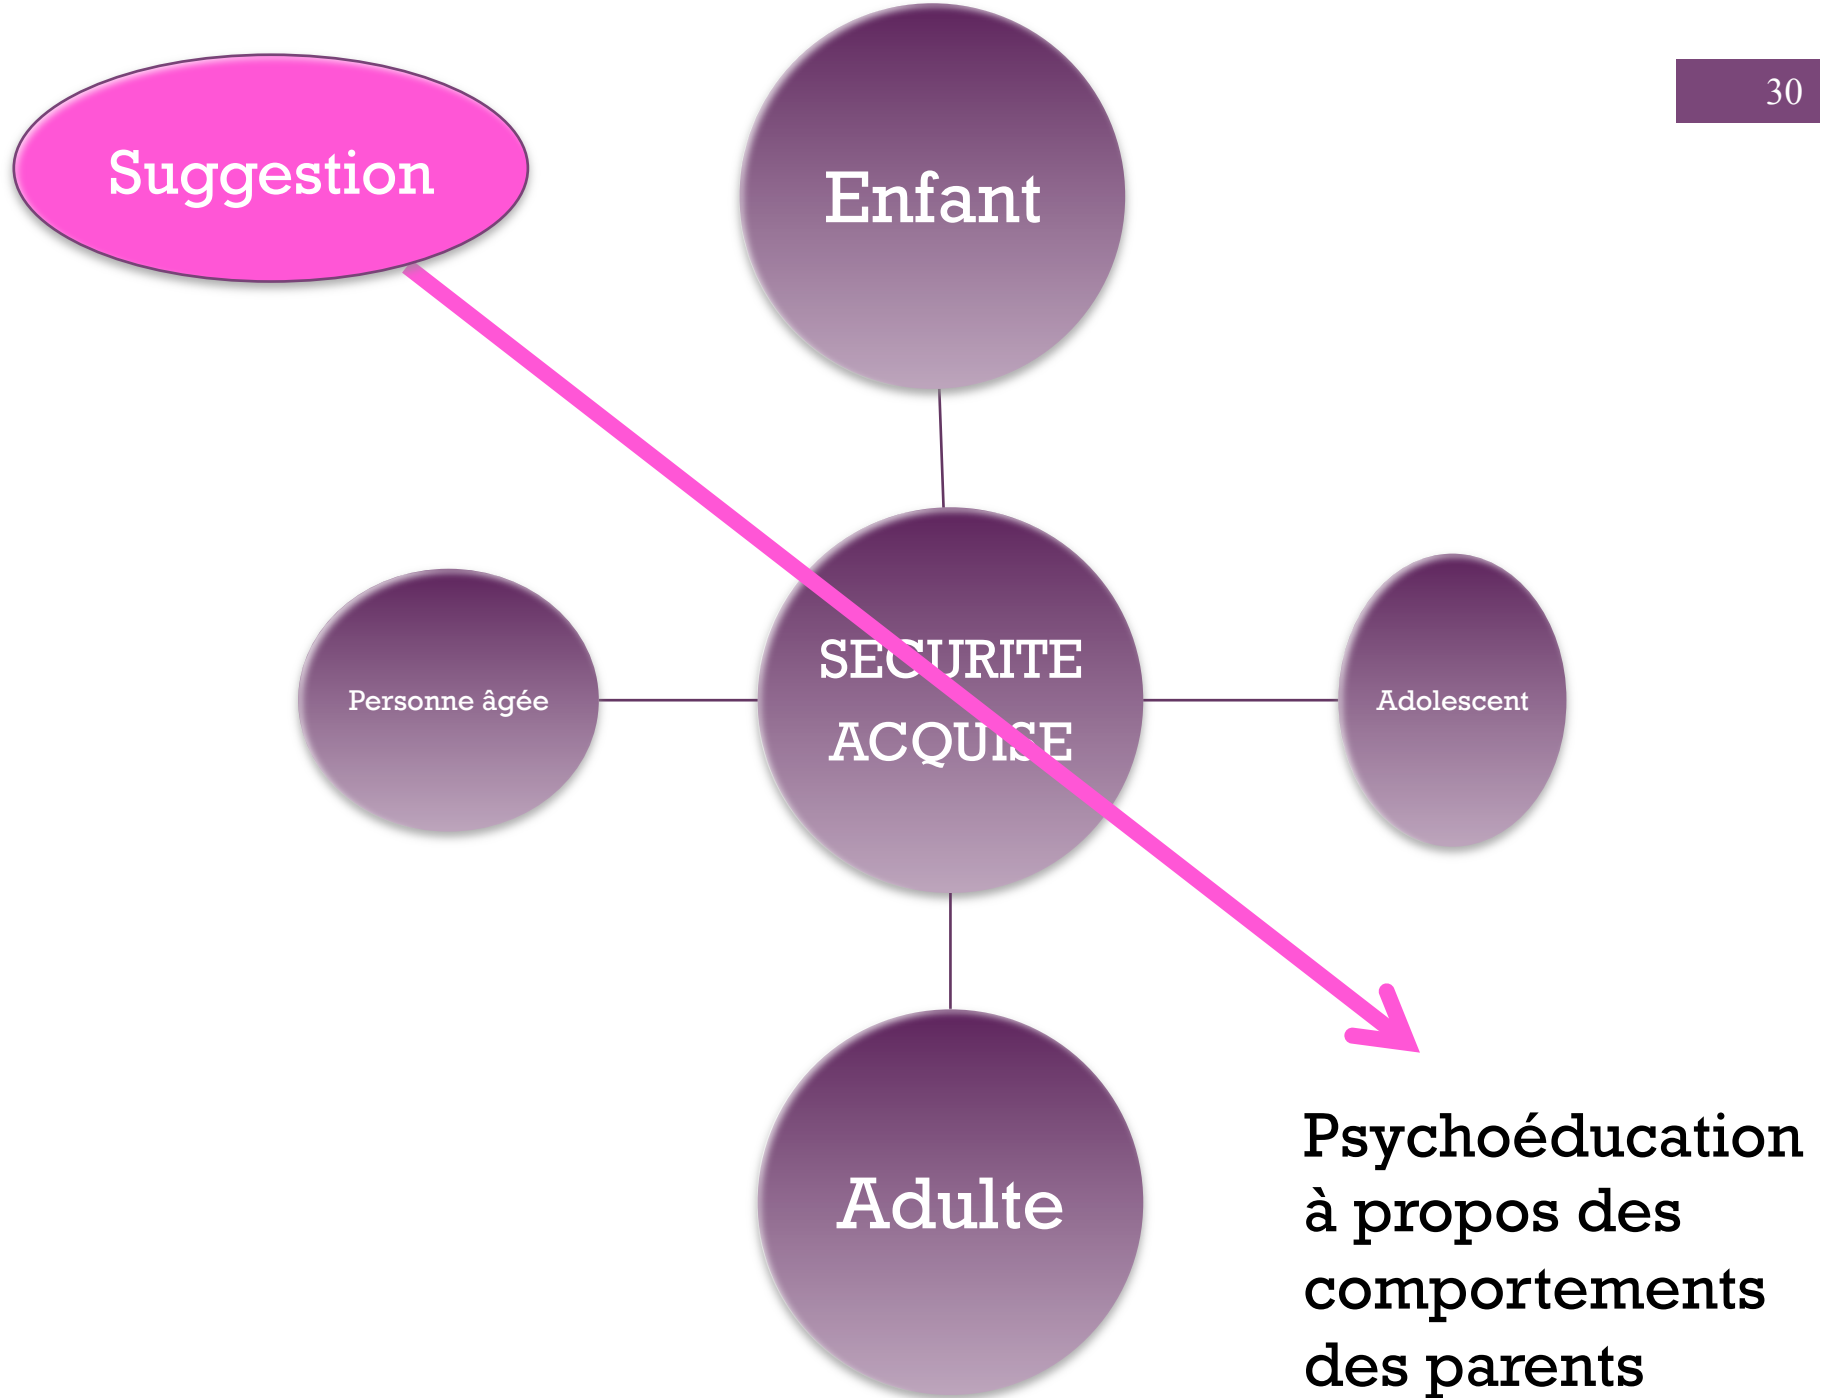 30
Suggestion
Enfant
SECURITE
ACQUISE
Personne âgée
Adolescent
Adulte
Psychoéducation
à propos des
comportements
des parents